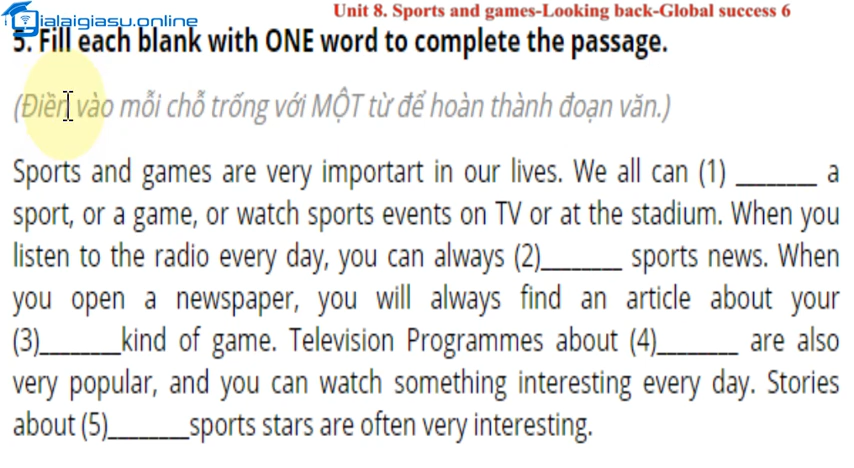 ialaigiasu.online
Unit 8. Sports and games-Looking back-Global success 6
5. Fill each blank with ONE word to complete the passage.
(Điền vào mỗi chỗ trống với MỘT từ để hoàn thành đoạn văn.)
Sports and games are very importart in our lives. We all can (1) ________ a
sport, or a game, or watch sports events on TV or at the stadium. When you
listen to the radio every day, you can always (2)________ sports news. When
you open a newspaper, you will always find an article about your
(3)________kind of game. Television Programmes about (4)________ are also
very popular, and you can watch something interesting every day. Stories
about (5)________sports stars are often very interesting.